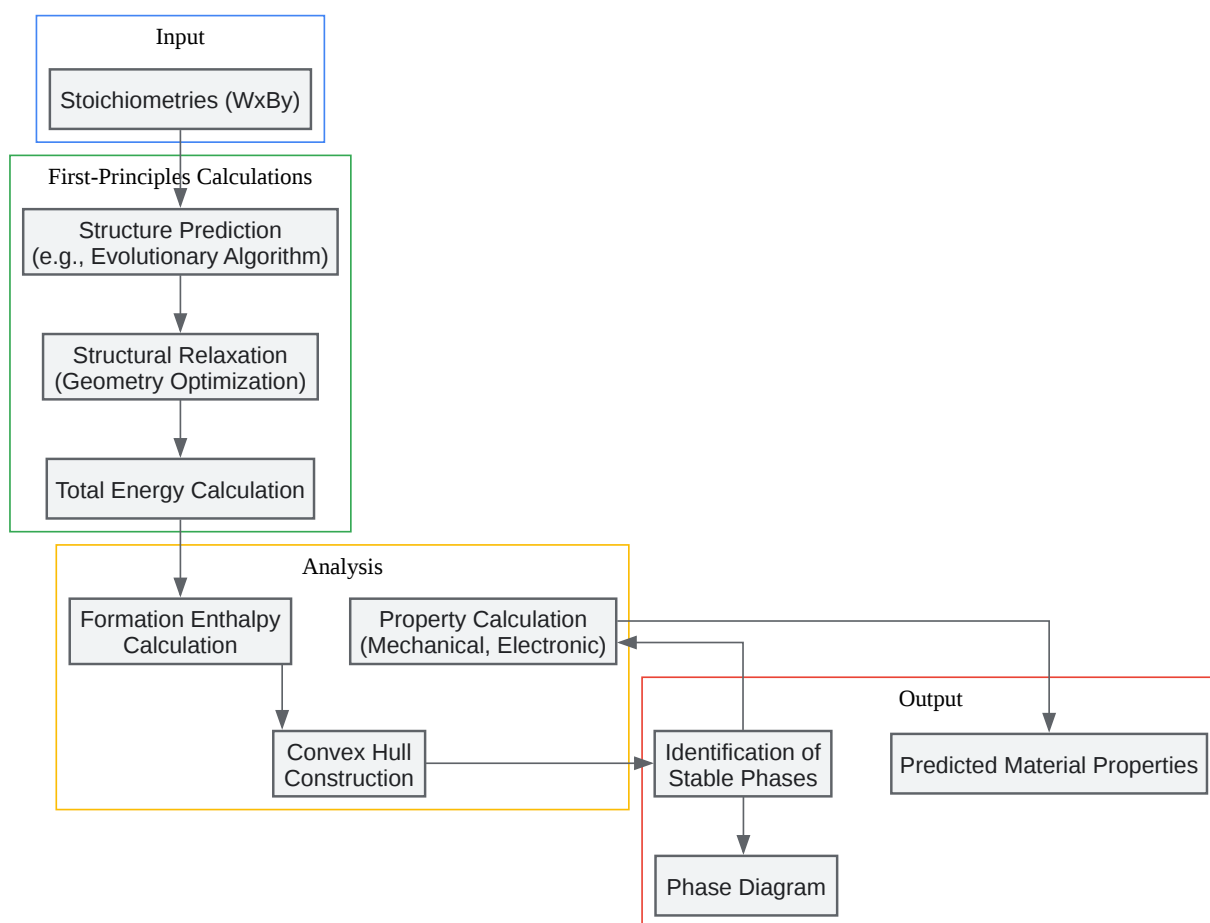 Input
Stoichiometries (WxBy)
First-Principles Calculations
Structure Prediction
(e.g., Evolutionary Algorithm)
Structural Relaxation
(Geometry Optimization)
Total Energy Calculation
Analysis
Formation Enthalpy
Calculation
Property Calculation
(Mechanical, Electronic)
Convex Hull
Construction
Output
Identification of
Stable Phases
Predicted Material Properties
Phase Diagram